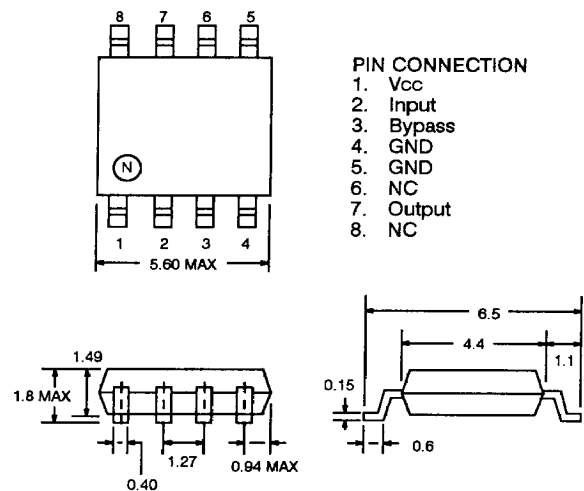 8 7 6 5
N
1 2 3 4
5.60 MAX
PIN CONNECTION
1. Vcc
2. Input
3. Bypass
4. GND
5. GND
6. NC
7. Output
8. NC
1.49
1.8 MAX
0.40
1.27
0.94 MAX
6.5
4.4
1.1
0.15
0.6